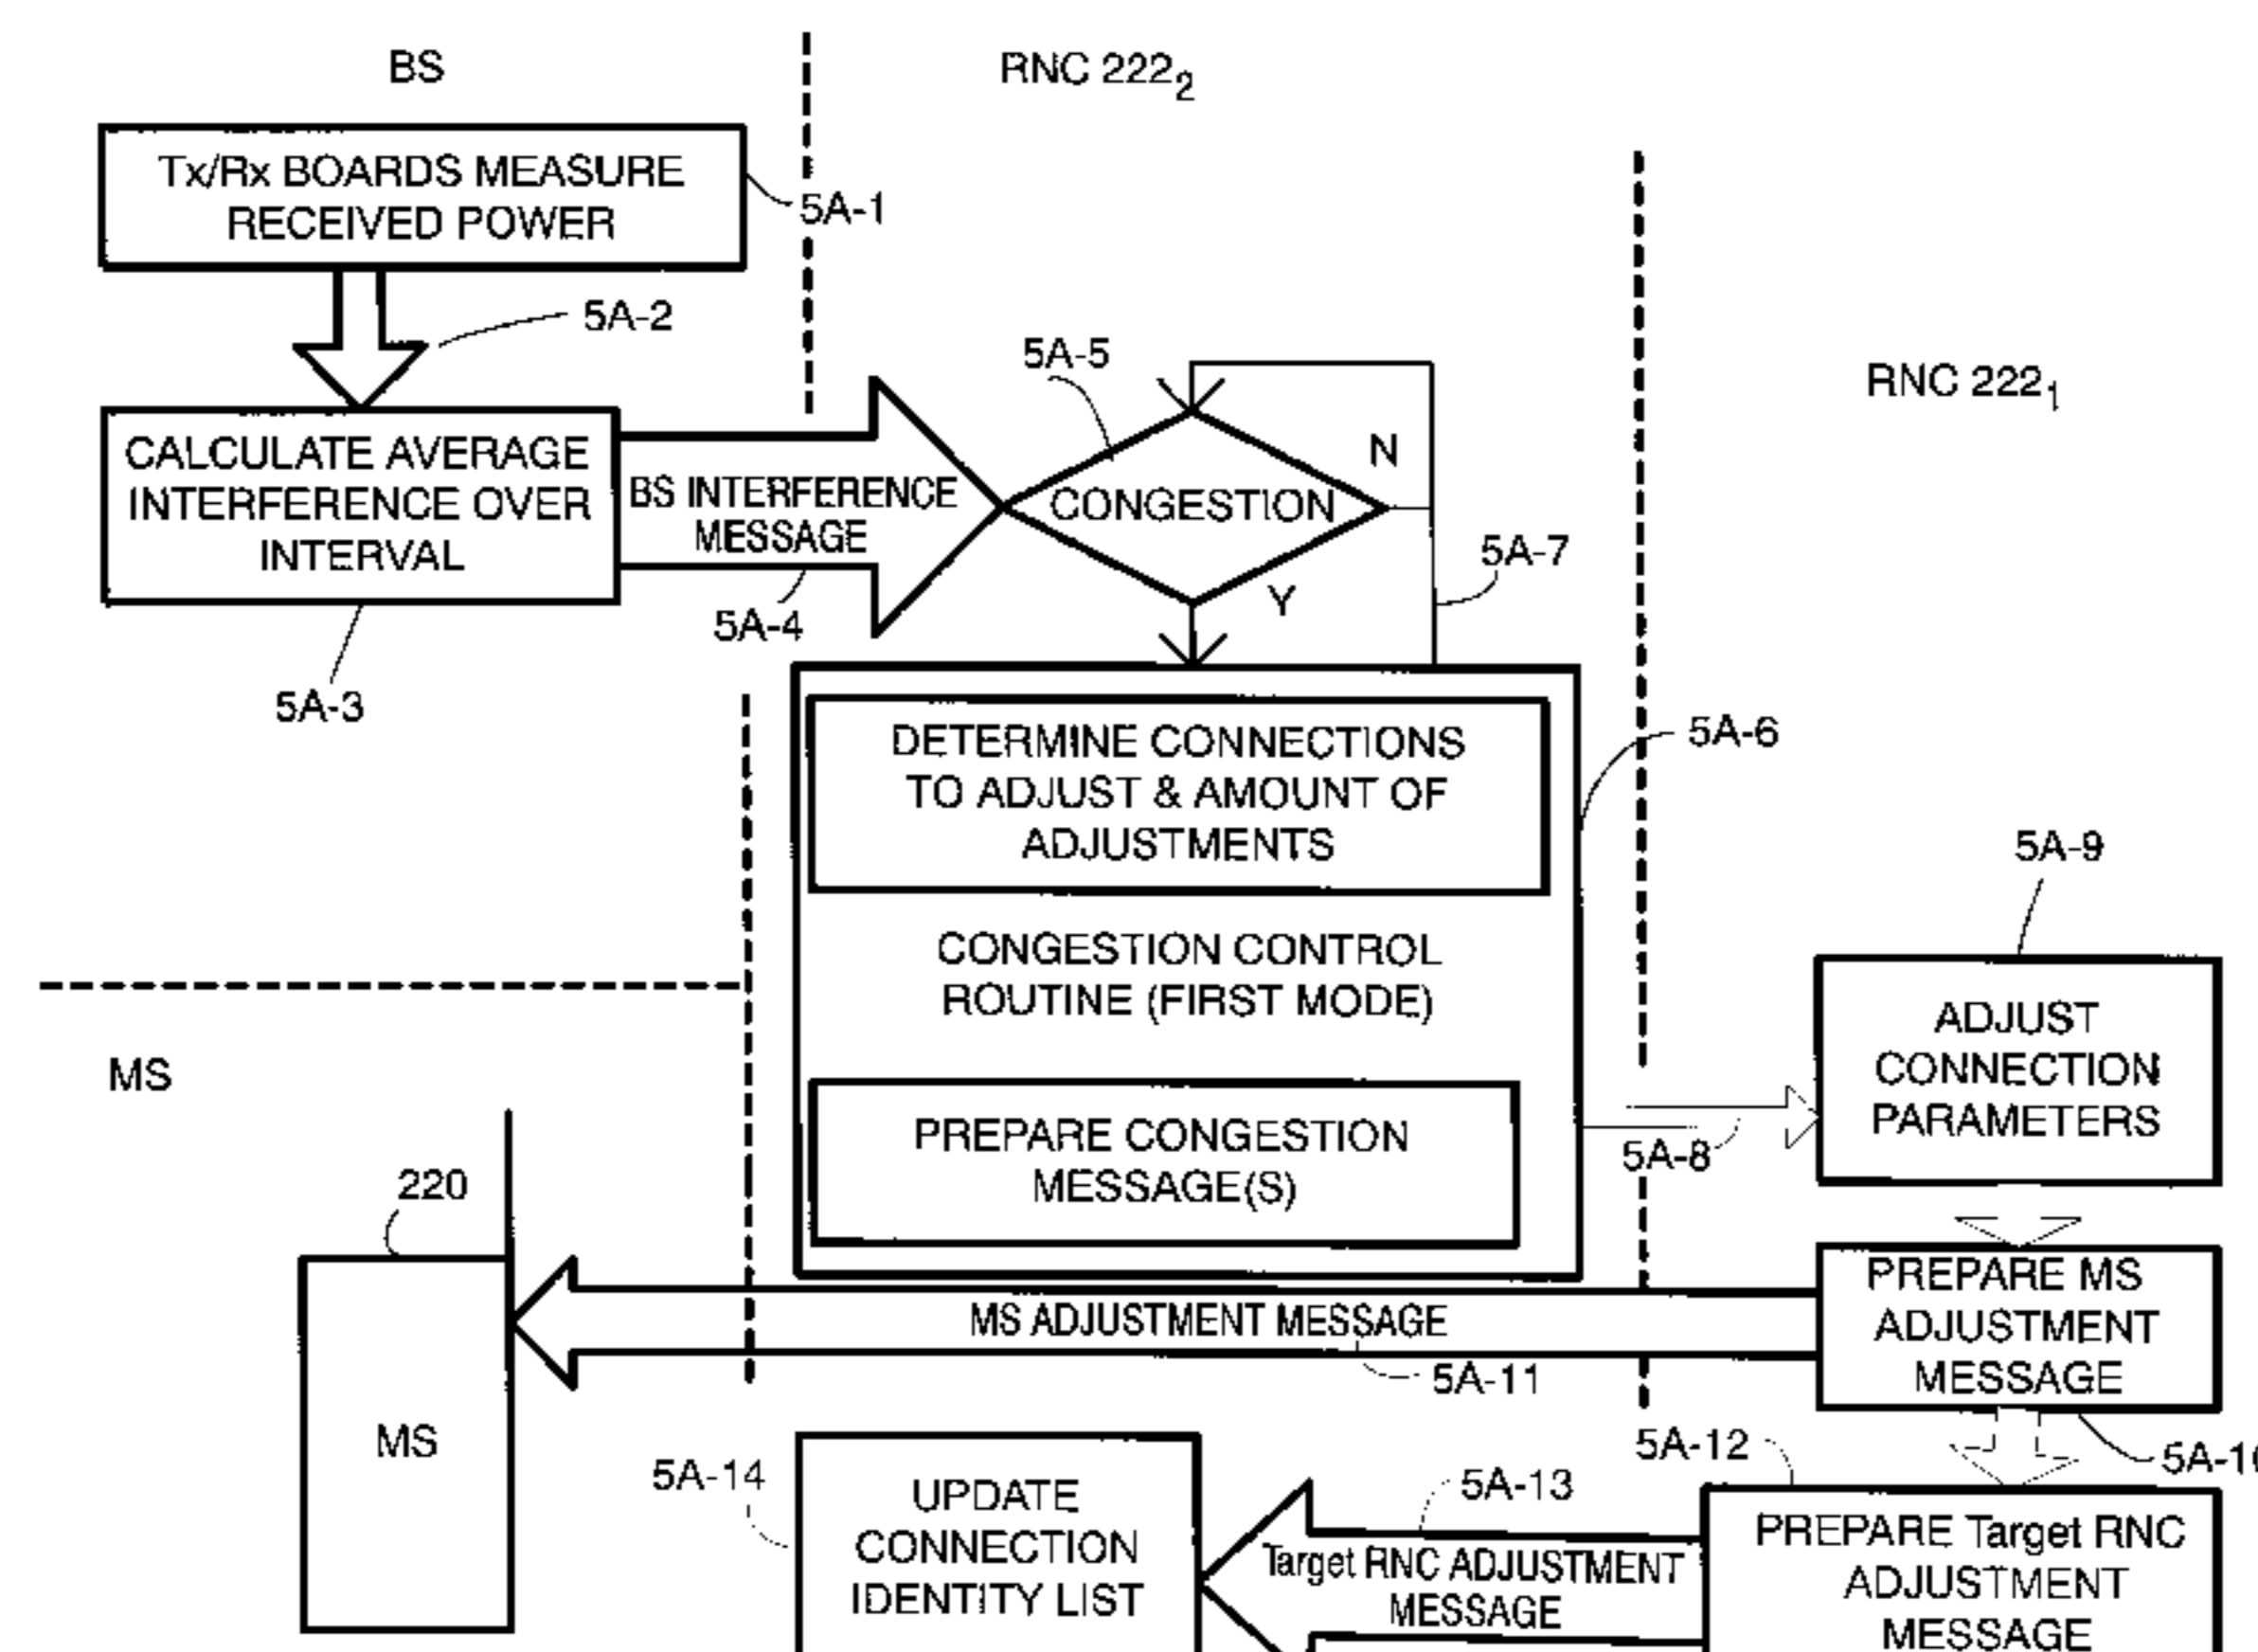 BS
RNC 222₂
Tx/Rx BOARDS MEASURE
RECEIVED POWER
5A-1
5A-2
5A-5
RNC 222₁
CALCULATE AVERAGE
INTERFERENCE OVER
INTERVAL
BS INTERFERENCE
MESSAGE
CONGESTION
N
Y
5A-7
5A-4
5A-3
DETERMINE CONNECTIONS
TO ADJUST & AMOUNT OF
ADJUSTMENTS
5A-6
CONGESTION CONTROL
ROUTINE (FIRST MODE)
5A-9
ADJUST
CONNECTION
PARAMETERS
MS
PREPARE CONGESTION
MESSAGE(S)
5A-8
220
MS ADJUSTMENT MESSAGE
5A-11
PREPARE MS
ADJUSTMENT
MESSAGE
MS
5A-12
5A-10
5A-14
UPDATE
CONNECTION
IDENTITY LIST
5A-13
Target RNC ADJUSTMENT
MESSAGE
PREPARE Target RNC
ADJUSTMENT
MESSAGE